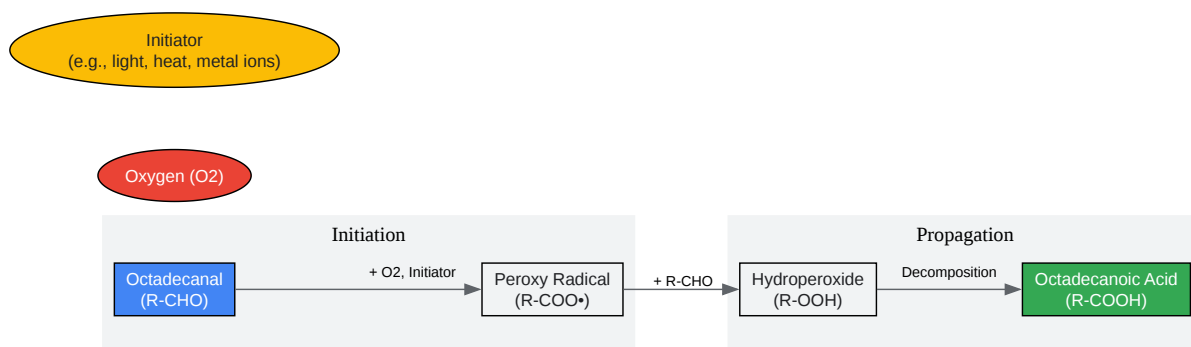 Initiator
(e.g., light, heat, metal ions)
Oxygen (O2)
Initiation
Propagation
Octadecanal
(R-CHO)
+ O2, Initiator
Peroxy Radical
(R-COO•)
+ R-CHO
Hydroperoxide
(R-OOH)
Decomposition
Octadecanoic Acid
(R-COOH)